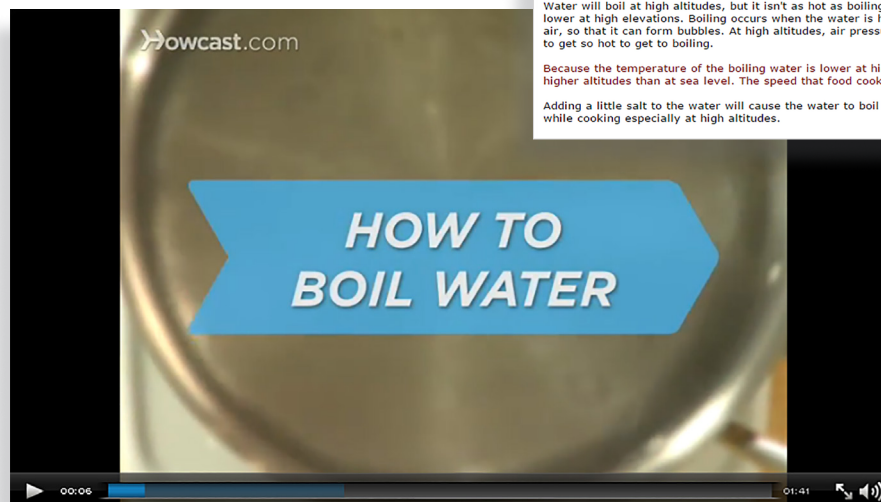 Howcast.com
Water will boil at high altitudes, but it isn't as hot as boiling
lower at high elevations. Boiling occurs when the water is
air, so that it can form bubbles. At high altitudes, air
to get so hot to get to boiling.
Because the temperature of the boiling water is lower at
higher altitudes than at sea level. The speed that food
Adding a little salt to the water will cause the water to boil
while cooking especially at high altitudes.
HOW TO
BOIL WATER
00:06
01:41